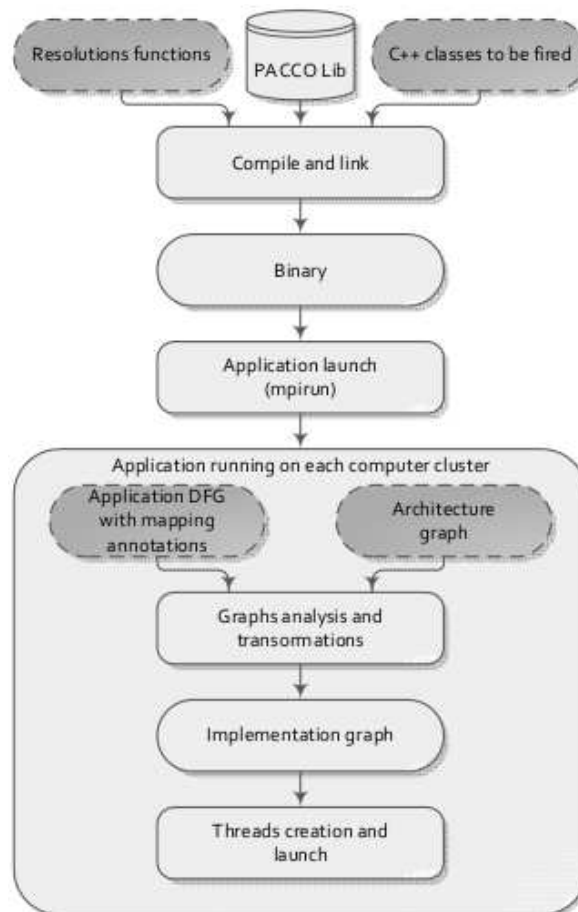 Resolutions functions
PACCO Lib
C++ classes to be fired
Compile and link
Binary
Application launch
(mpirun)
Application running on each computer cluster
Application DFG
with mapping
annotations
Architecture
graph
Graphs analysis and
transormations
Implementation graph
Threads creation and
launch